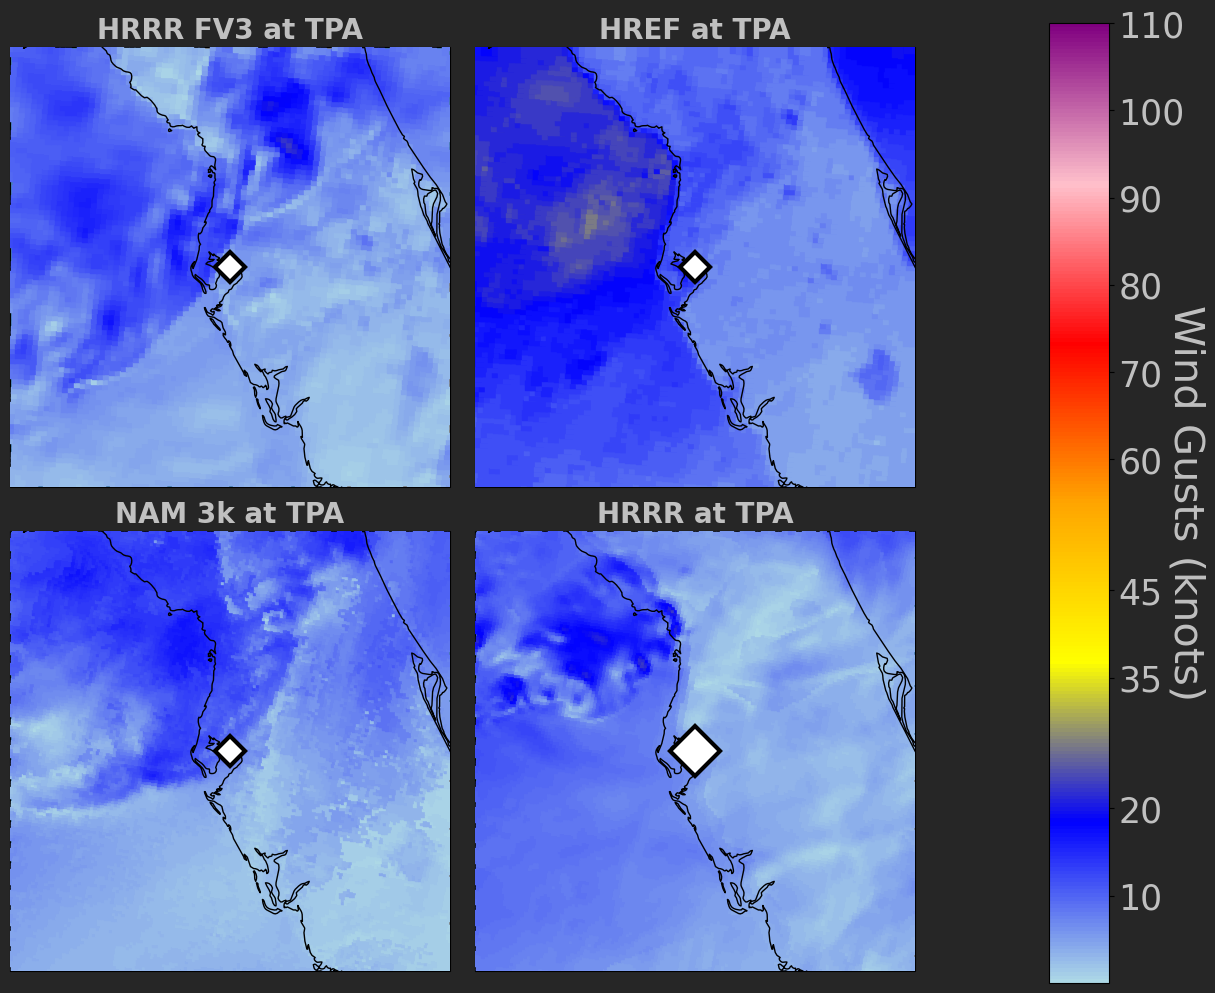 HRRR FV3 at TPA
HREF at TPA
NAM 3k at TPA
HRRR at TPA
110
100
90
80
70
60
45
35
20
10
Wind Gusts (knots)